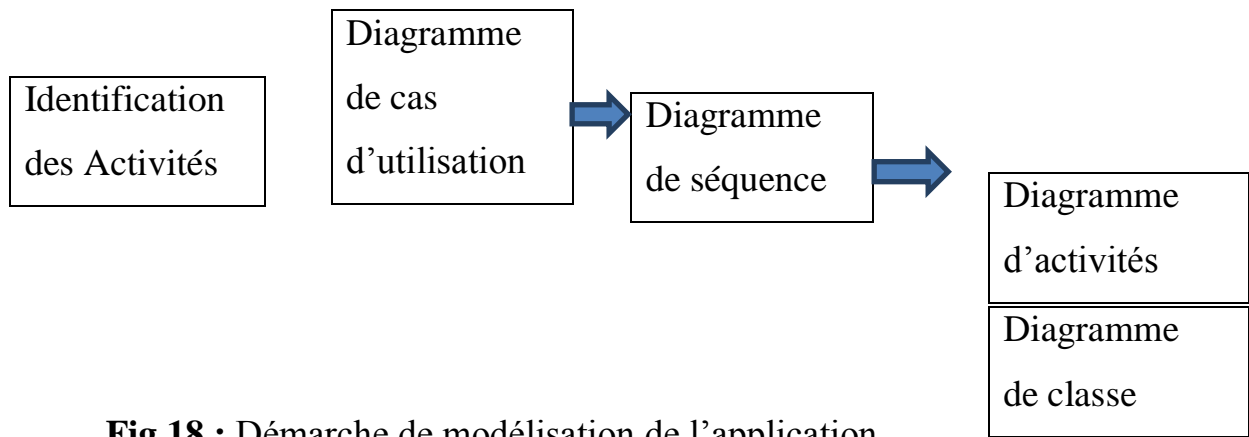 Identification
des Activités
Diagramme
de cas
d’utilisation
Diagramme
de séquence
Diagramme
d’activités
Diagramme
de classe
Fig 18 : Démarche de modélisation de l’application